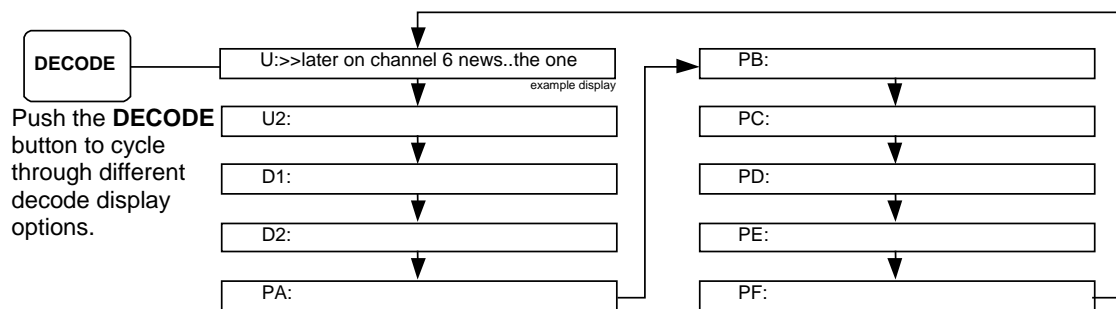 DECODE
Push the DECODE
button to cycle
through different
decode display
options.
U:>>later on channel 6 news..the one
example display
U2:
D1:
D2:
PA:
PB:
PC:
PD:
PE:
PF: